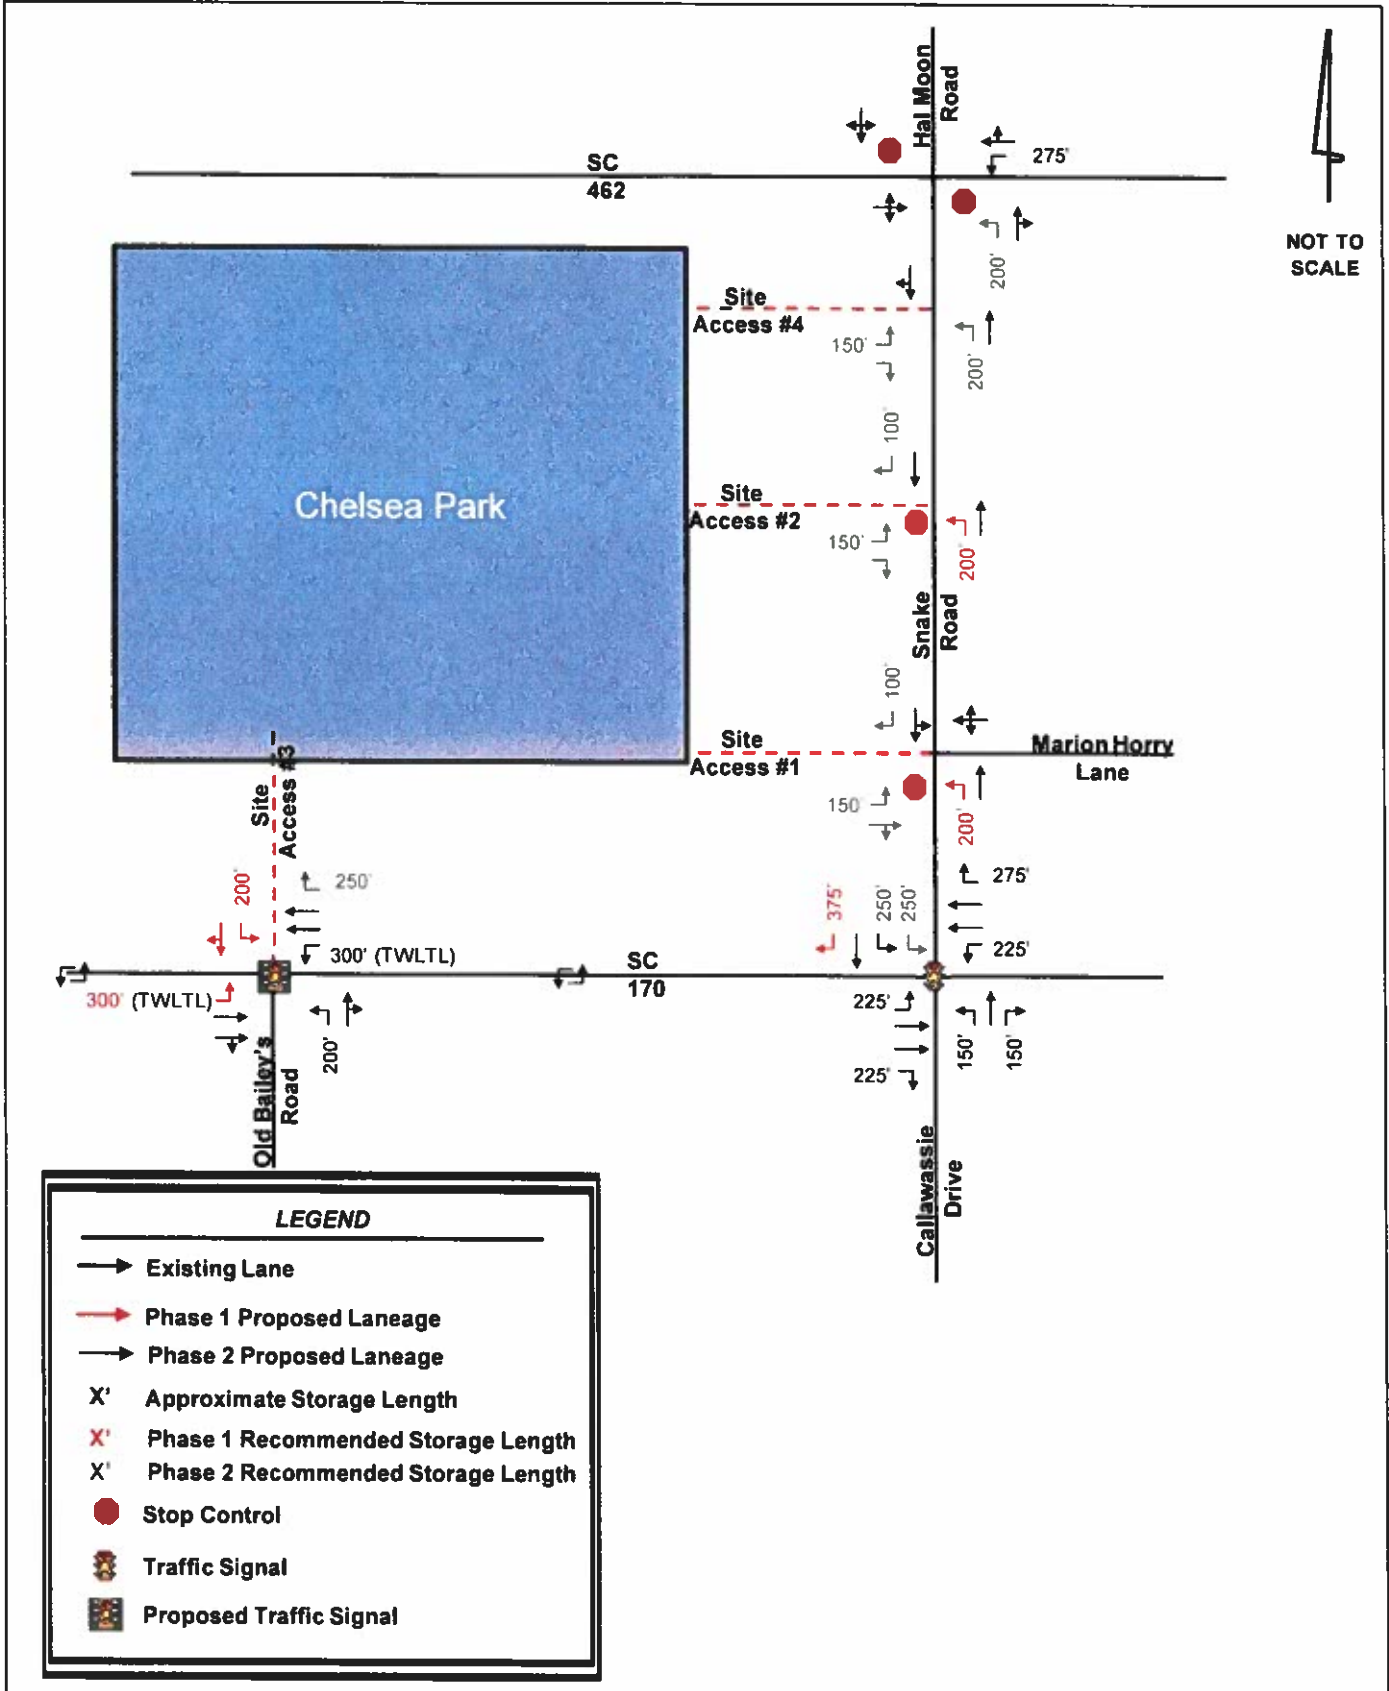 Hal Moon
Road
SC
462
275'
200'
NOT TO
SCALE
Site
Access #4
150'
200'
100'
Chelsea Park
Site
Access #2
150'
200'
Snake
Road
100'
Site
Access #1
Marion Horry
Lane
150'
200'
Site
Access #3
200'
250'
300' (TWLTL)
375'
250'
250'
275'
225'
SC
170
300' (TWLTL)
200'
225'
225'
150'
150'
Old Bailey's
Road
Callawassie
Drive
LEGEND
Existing Lane
Phase 1 Proposed Laneage
Phase 2 Proposed Laneage
X' Approximate Storage Length
X' Phase 1 Recommended Storage Length
X' Phase 2 Recommended Storage Length
Stop Control
Traffic Signal
Proposed Traffic Signal